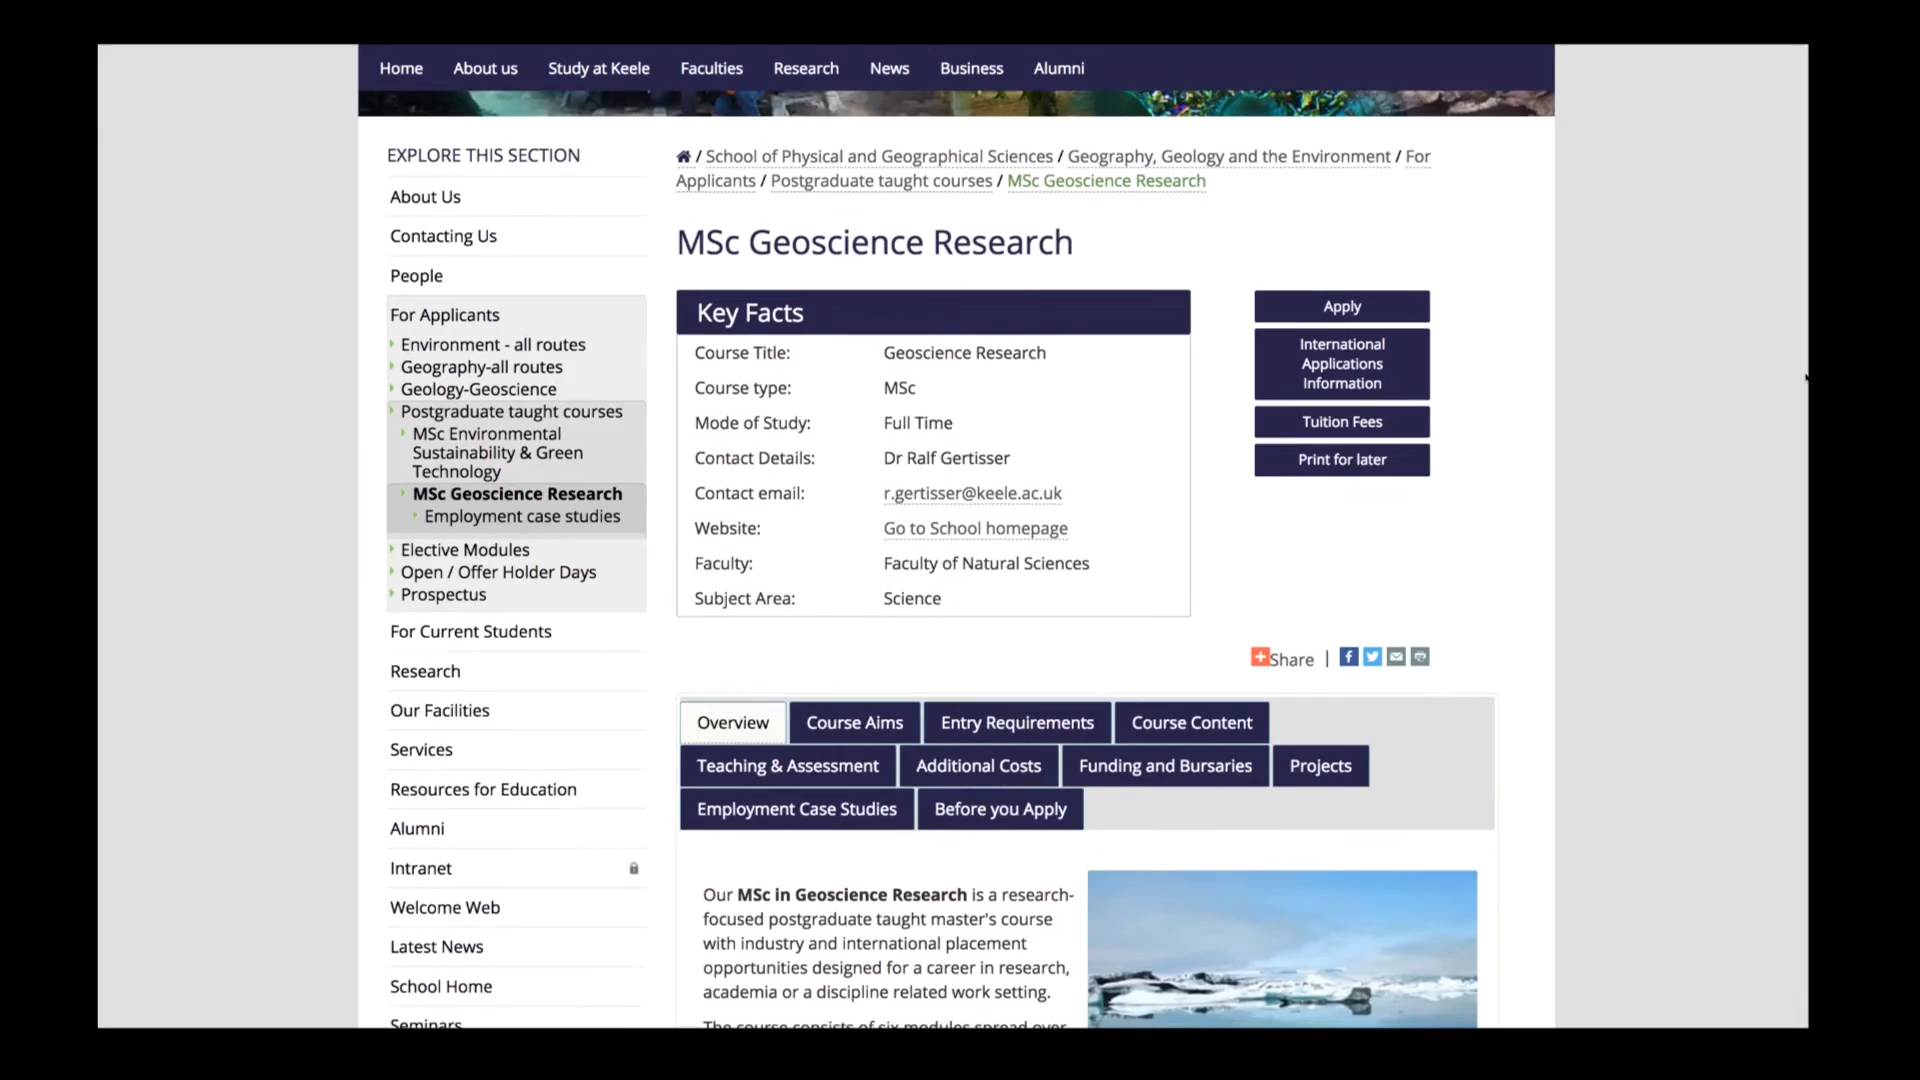 Home About us Study at Keele Faculties Research News Business Alumni
EXPLORE THIS SECTION
About Us
Contacting Us
People
For Applicants
Environment - all routes
Geography-all routes
Geology-Geoscience
Postgraduate taught courses
MSc Environmental
Sustainability & Green
Technology
MSc Geoscience Research
Employment case studies
Elective Modules
Open / Offer Holder Days
Prospectus
For Current Students
Research
Our Facilities
Services
Resources for Education
Alumni
Intranet
Welcome Web
Latest News
School Home
Seminars
/ School of Physical and Geographical Sciences / Geography, Geology and the Environment / For
Applicants / Postgraduate taught courses / MSc Geoscience Research
MSc Geoscience Research
Key Facts
Course Title: Geoscience Research
Course type: MSc
Mode of Study: Full Time
Contact Details: Dr Ralf Gertisser
Contact email: r.gertisser@keele.ac.uk
Website: Go to School homepage
Faculty: Faculty of Natural Sciences
Subject Area: Science
Apply
International
Applications
Information
Tuition Fees
Print for later
Share |
Overview Course Aims Entry Requirements Course Content
Teaching & Assessment Additional Costs Funding and Bursaries Projects
Employment Case Studies Before you Apply
Our MSc in Geoscience Research is a research-
focused postgraduate taught master's course
with industry and international placement
opportunities designed for a career in research,
academia or a discipline related work setting.
The course consists of six modules spread over